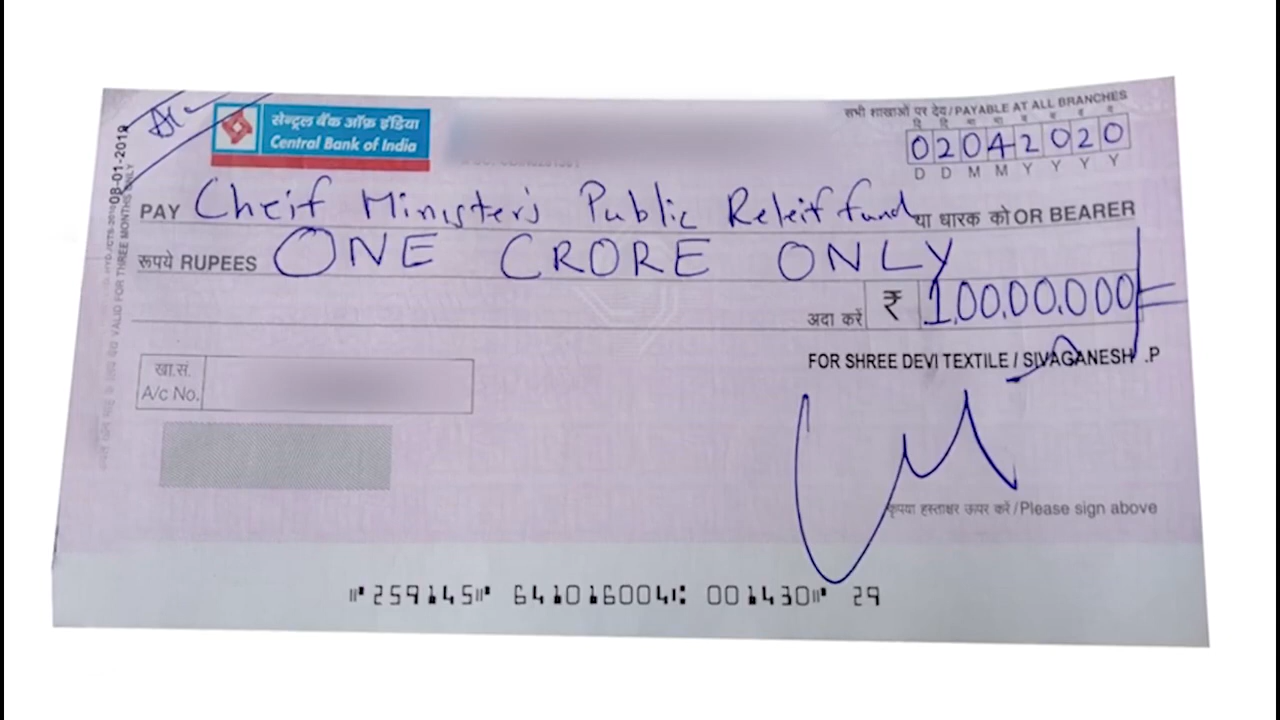 A/c
सेन्ट्रल बैंक ऑफ़ इंडिया
Central Bank of India
सभी शाखाओं पर देय/PAYABLE AT ALL BRANCHES
02042020
D D M M Y Y Y Y
08-01-2019
VALID FOR THREE MONTHS ONLY
PAY Cheif Minister's Public Releif fund या धारक को OR BEARER
रूपये RUPEES ONE CRORE ONLY
अदा करें ₹ 1,00,00,000/=
खा.सं.
A/c No.
FOR SHREE DEVI TEXTILE / SIVAGANESH .P
कृपया हस्ताक्षर ऊपर करें/Please sign above
⑈259145⑈ 641016004⑆ 001430⑈ 29